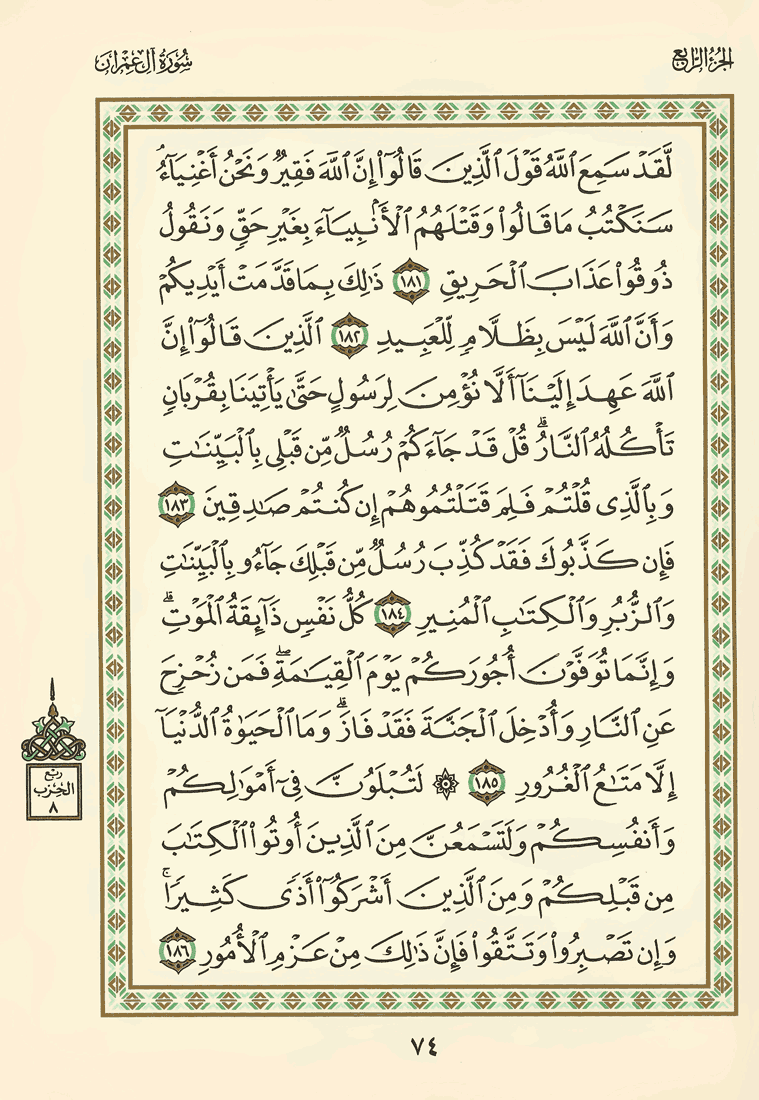 الجزء الرابع
سورة آل عمران
لَّقَدْ سَمِعَ ٱللَّهُ قَوْلَ ٱلَّذِينَ قَالُوٓا۟ إِنَّ ٱللَّهَ فَقِيرٌ وَنَحْنُ أَغْنِيَآءُ ۘ
سَنَكْتُبُ مَا قَالُوا۟ وَقَتْلَهُمُ ٱلْأَنۢبِيَآءَ بِغَيْرِ حَقٍّ وَنَقُولُ
ذُوقُوا۟ عَذَابَ ٱلْحَرِيقِ ١٨١ ذَٰلِكَ بِمَا قَدَّمَتْ أَيْدِيكُمْ
وَأَنَّ ٱللَّهَ لَيْسَ بِظَلَّامٍ لِّلْعَبِيدِ ١٨٢ ٱلَّذِينَ قَالُوٓا۟ إِنَّ
ٱللَّهَ عَهِدَ إِلَيْنَآ أَلَّا نُؤْمِنَ لِرَسُولٍ حَتَّىٰ يَأْتِيَنَا بِقُرْبَانٍ
تَأْكُلُهُ ٱلنَّارُ ۗ قُلْ قَدْ جَآءَكُمْ رُسُلٌ مِّن قَبْلِى بِٱلْبَيِّنَٰتِ
وَبِٱلَّذِى قُلْتُمْ فَلِمَ قَتَلْتُمُوهُمْ إِن كُنتُمْ صَٰدِقِينَ ١٨٣
فَإِن كَذَّبُوكَ فَقَدْ كُذِّبَ رُسُلٌ مِّن قَبْلِكَ جَآءُو بِٱلْبَيِّنَٰتِ
وَٱلزُّبُرِ وَٱلْكِتَٰبِ ٱلْمُنِيرِ ١٨٤ كُلُّ نَفْسٍ ذَآئِقَةُ ٱلْمَوْتِ ۗ
وَإِنَّمَا تُوَفَّوْنَ أُجُورَكُمْ يَوْمَ ٱلْقِيَٰمَةِ ۖ فَمَن زُحْزِحَ
عَنِ ٱلنَّارِ وَأُدْخِلَ ٱلْجَنَّةَ فَقَدْ فَازَ ۗ وَمَا ٱلْحَيَوٰةُ ٱلدُّنْيَآ
إِلَّا مَتَٰعُ ٱلْغُرُورِ ١٨٥ ۞ لَتُبْلَوُنَّ فِىٓ أَمْوَٰلِكُمْ
وَأَنفُسِكُمْ وَلَتَسْمَعُنَّ مِنَ ٱلَّذِينَ أُوتُوا۟ ٱلْكِتَٰبَ
مِن قَبْلِكُمْ وَمِنَ ٱلَّذِينَ أَشْرَكُوٓا۟ أَذًى كَثِيرًا ۚ
وَإِن تَصْبِرُوا۟ وَتَتَّقُوا۟ فَإِنَّ ذَٰلِكَ مِنْ عَزْمِ ٱلْأُمُورِ ١٨٦
ربع
الحزب
٨
٧٤